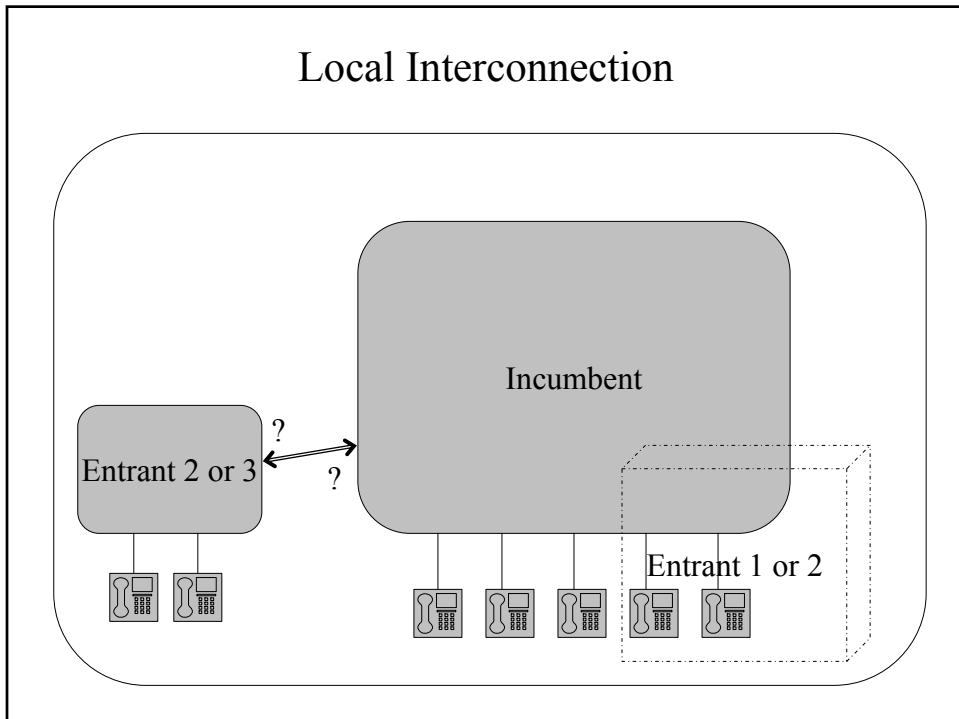 Local Interconnection
Incumbent
?
Entrant 2 or 3
?
Entrant 1 or 2